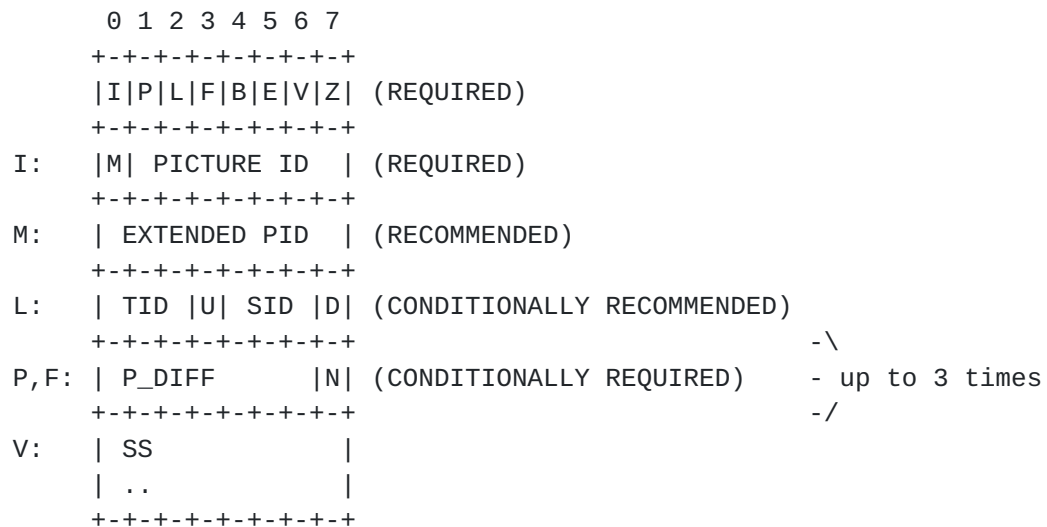 0 1 2 3 4 5 6 7
     +-+-+-+-+-+-+-+-+
     |I|P|L|F|B|E|V|Z| (REQUIRED)
     +-+-+-+-+-+-+-+-+
I:   |M| PICTURE ID  | (REQUIRED)
     +-+-+-+-+-+-+-+-+
M:   | EXTENDED PID  | (RECOMMENDED)
     +-+-+-+-+-+-+-+-+
L:   | TID |U| SID |D| (CONDITIONALLY RECOMMENDED)
     +-+-+-+-+-+-+-+-+                             -\
P,F: | P_DIFF      |N| (CONDITIONALLY REQUIRED)    - up to 3 times
     +-+-+-+-+-+-+-+-+                             -/
V:   | SS            |
     | ..            |
     +-+-+-+-+-+-+-+-+